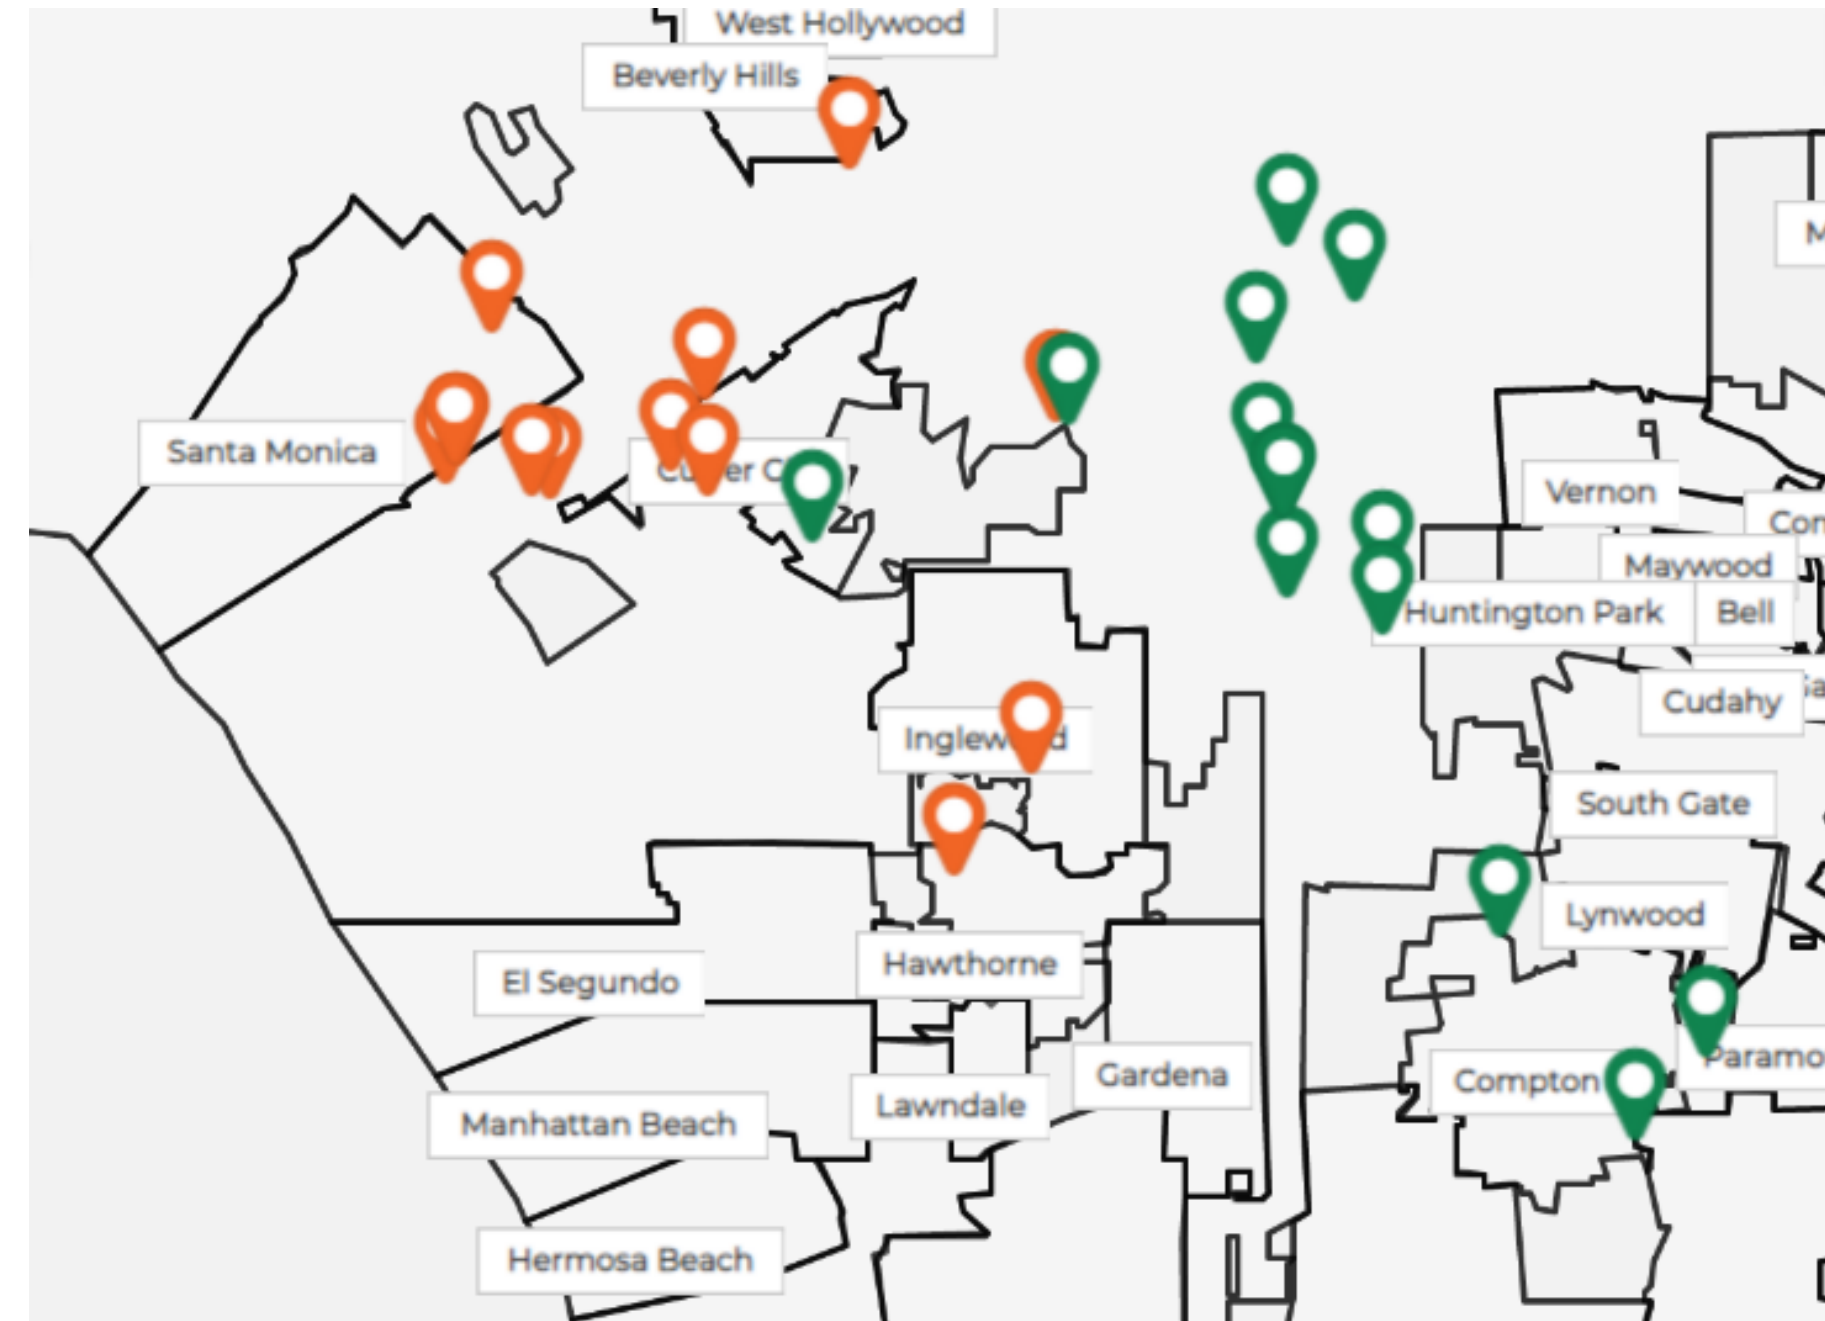 West Hollywood
Beverly Hills
Santa Monica
Vernon
Maywood
Huntington Park
Bell
Cudahy
South Gate
Lynwood
Hawthorne
El Segundo
Compton
Gardena
Lawndale
Manhattan Beach
Hermosa Beach